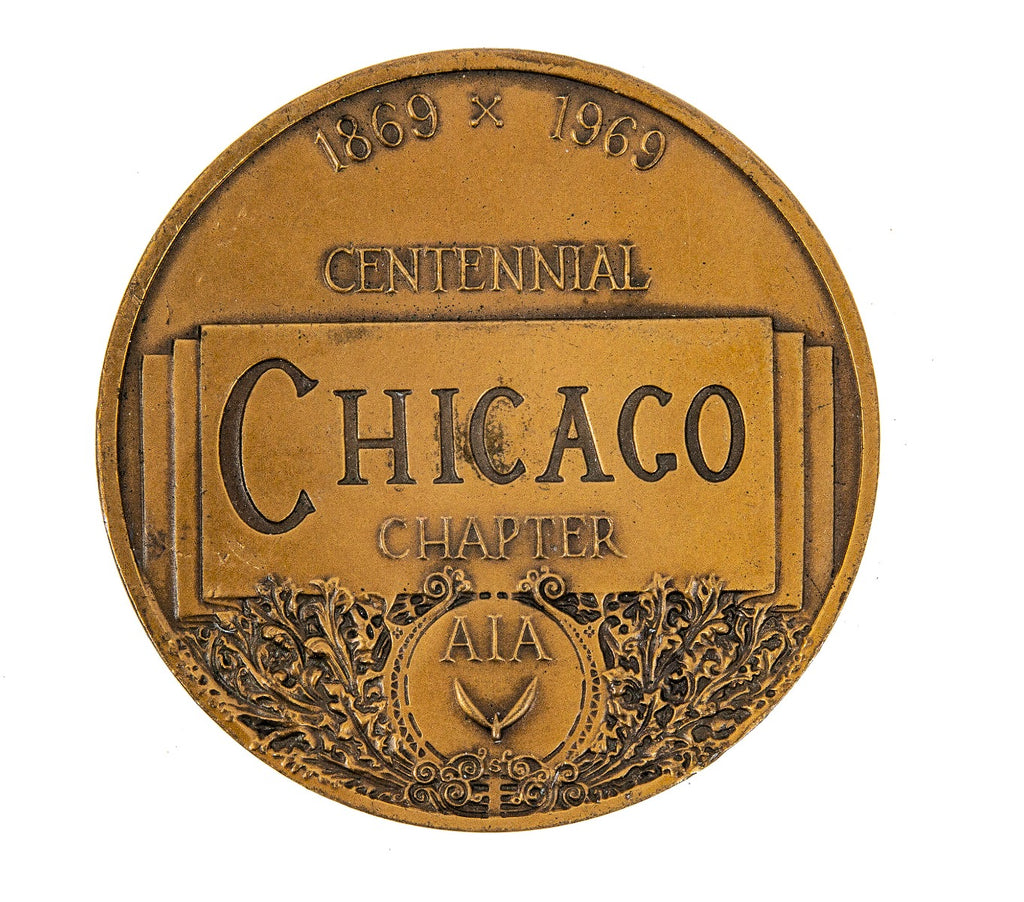 1869 x 1969
CENTENNIAL
CHICAGO
CHAPTER
AIA
S